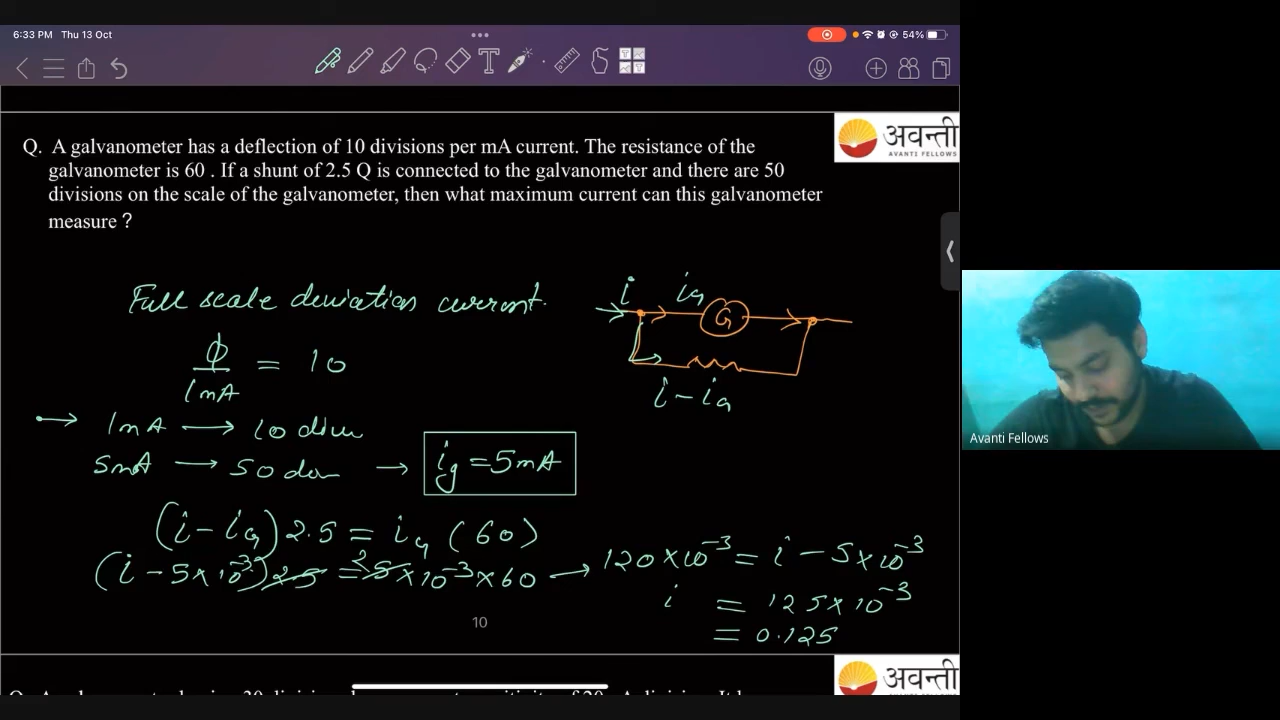 6:33 PM Thu 13 Oct
54%
अवन्ती
AVANTI FELLOWS
Q. A galvanometer has a deflection of 10 divisions per mA current. The resistance of the
galvanometer is 60 . If a shunt of 2.5 Q is connected to the galvanometer and there are 50
divisions on the scale of the galvanometer, then what maximum current can this galvanometer
measure ?
Full scale deviation current.
i ig
G
i - ig
ϕ/1mA = 10
→ 1mA → 10 divn
5mA → 50 div → ig = 5mA
(i - ig) 2.5 = ig (60)
(i - 5×10⁻³) 2.5 = 5 2 ×10⁻³×60 → 120×10⁻³ = i - 5×10⁻³
i = 125×10⁻³
= 0.125
10
अवन्ती
Avanti Fellows